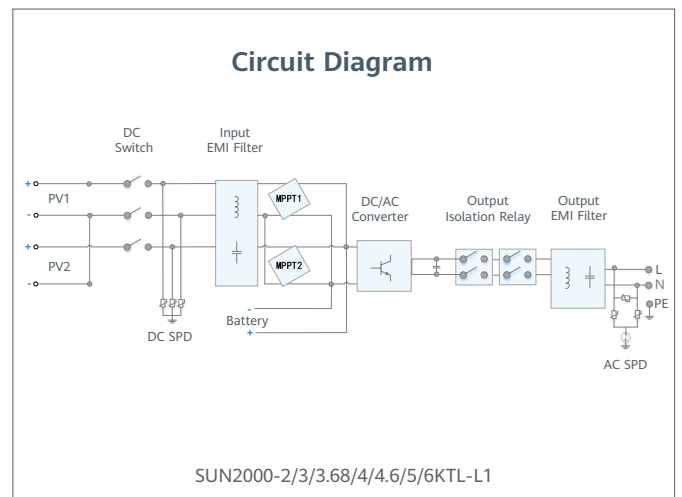 Circuit Diagram
DC
Switch
Input
EMI Filter
+
PV1
-
+
PV2
-
MPPT1
MPPT2
DC/AC
Converter
Output
Isolation Relay
Output
EMI Filter
L
N
PE
-
Battery
+
DC SPD
AC SPD
SUN2000-2/3/3.68/4/4.6/5/6KTL-L1